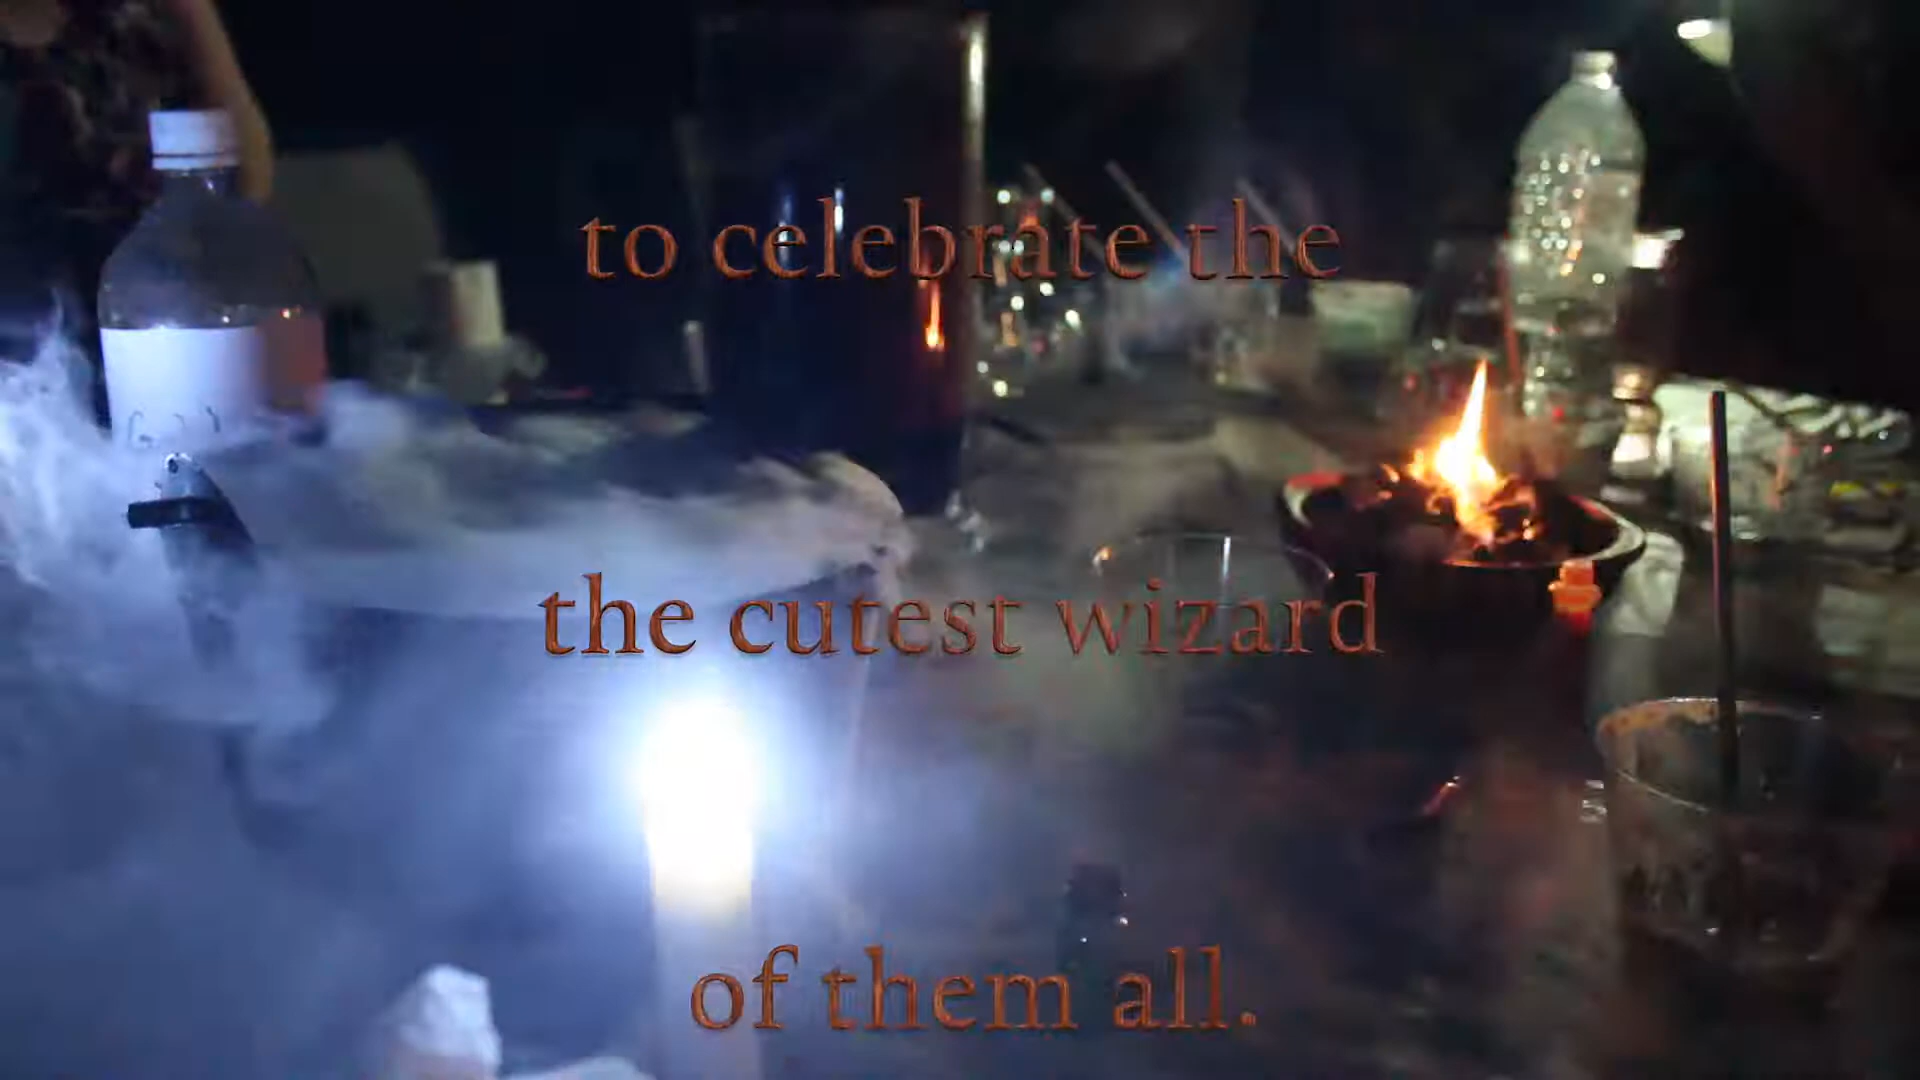 to celebrate the
the cutest wizard
of them all.